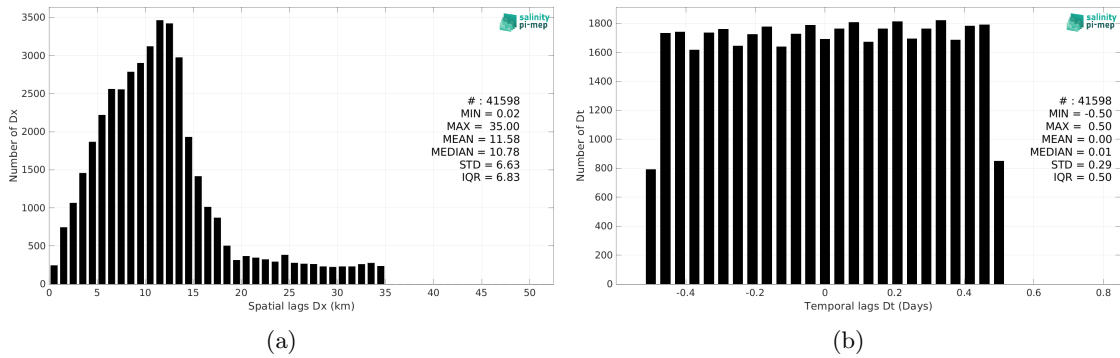 3500
3000
2500
2000
1500
1000
500
0
0 5 10 15 20 25 30 35 40 45 50
Number of Dx
Spatial lags Dx (km)
salinity
pi-mep
# : 41598
MIN = 0.02
MAX = 35.00
MEAN = 11.58
MEDIAN = 10.78
STD = 6.63
IQR = 6.83
(a)
1800
1600
1400
1200
1000
800
600
400
200
0
-0.4 -0.2 0 0.2 0.4 0.6 0.8
Number of Dt
Temporal lags Dt (Days)
salinity
pi-mep
# : 41598
MIN = -0.50
MAX = 0.50
MEAN = 0.00
MEDIAN = 0.01
STD = 0.29
IQR = 0.50
(b)